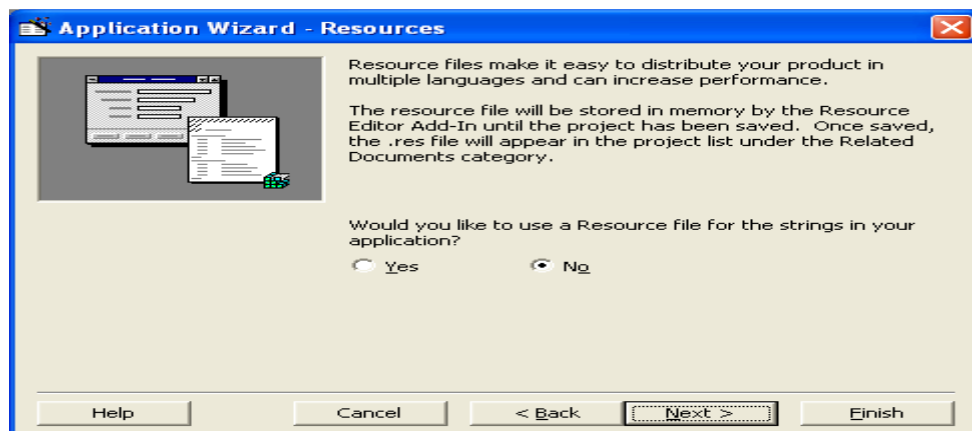 Application Wizard - Resources
Resource files make it easy to distribute your product in
multiple languages and can increase performance.
The resource file will be stored in memory by the Resource
Editor Add-In until the project has been saved.  Once saved,
the .res file will appear in the project list under the Related
Documents category.
Would you like to use a Resource file for the strings in your
application?
Yes No
Help Cancel < Back Next > Finish